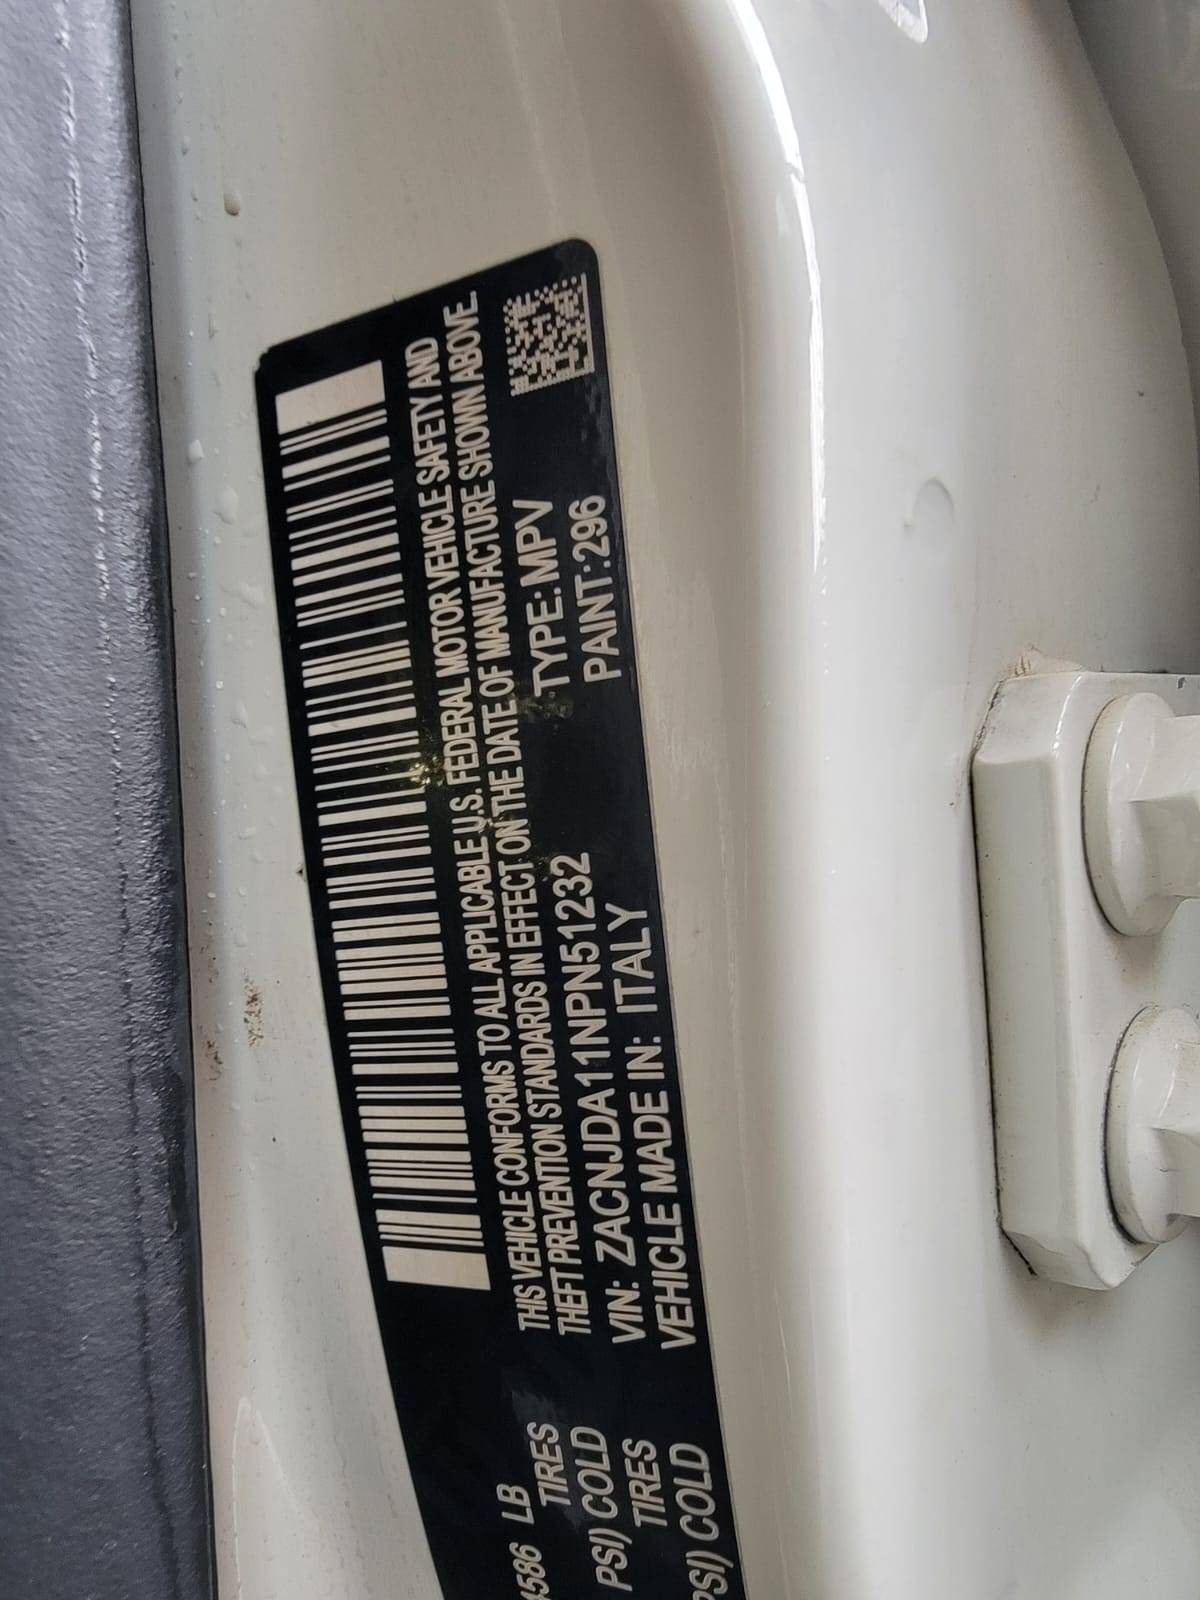 THIS VEHICLE CONFORMS TO ALL APPLICABLE U.S. FEDERAL MOTOR VEHICLE SAFETY AND
THEFT PREVENTION STANDARDS IN EFFECT ON THE DATE OF MANUFACTURE SHOWN ABOVE.
VIN: ZACNJDA11NPN51232 TYPE: MPV
VEHICLE MADE IN: ITALY PAINT:296
4586 LB
TIRES
PSI) COLD
TIRES
PSI) COLD